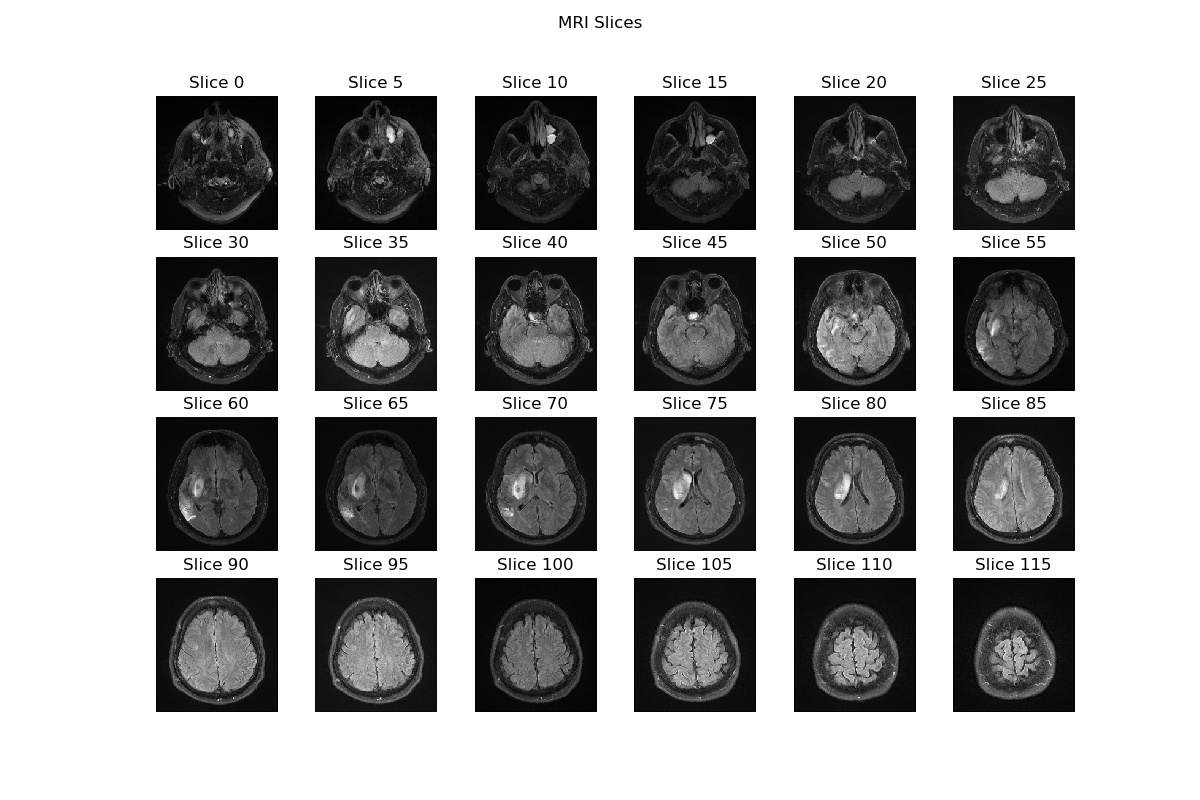 MRI Slices
Slice 0
Slice 5
Slice 10
Slice 15
Slice 20
Slice 25
Slice 30
Slice 35
Slice 40
Slice 45
Slice 50
Slice 55
Slice 60
Slice 65
Slice 70
Slice 75
Slice 80
Slice 85
Slice 90
Slice 95
Slice 100
Slice 105
Slice 110
Slice 115